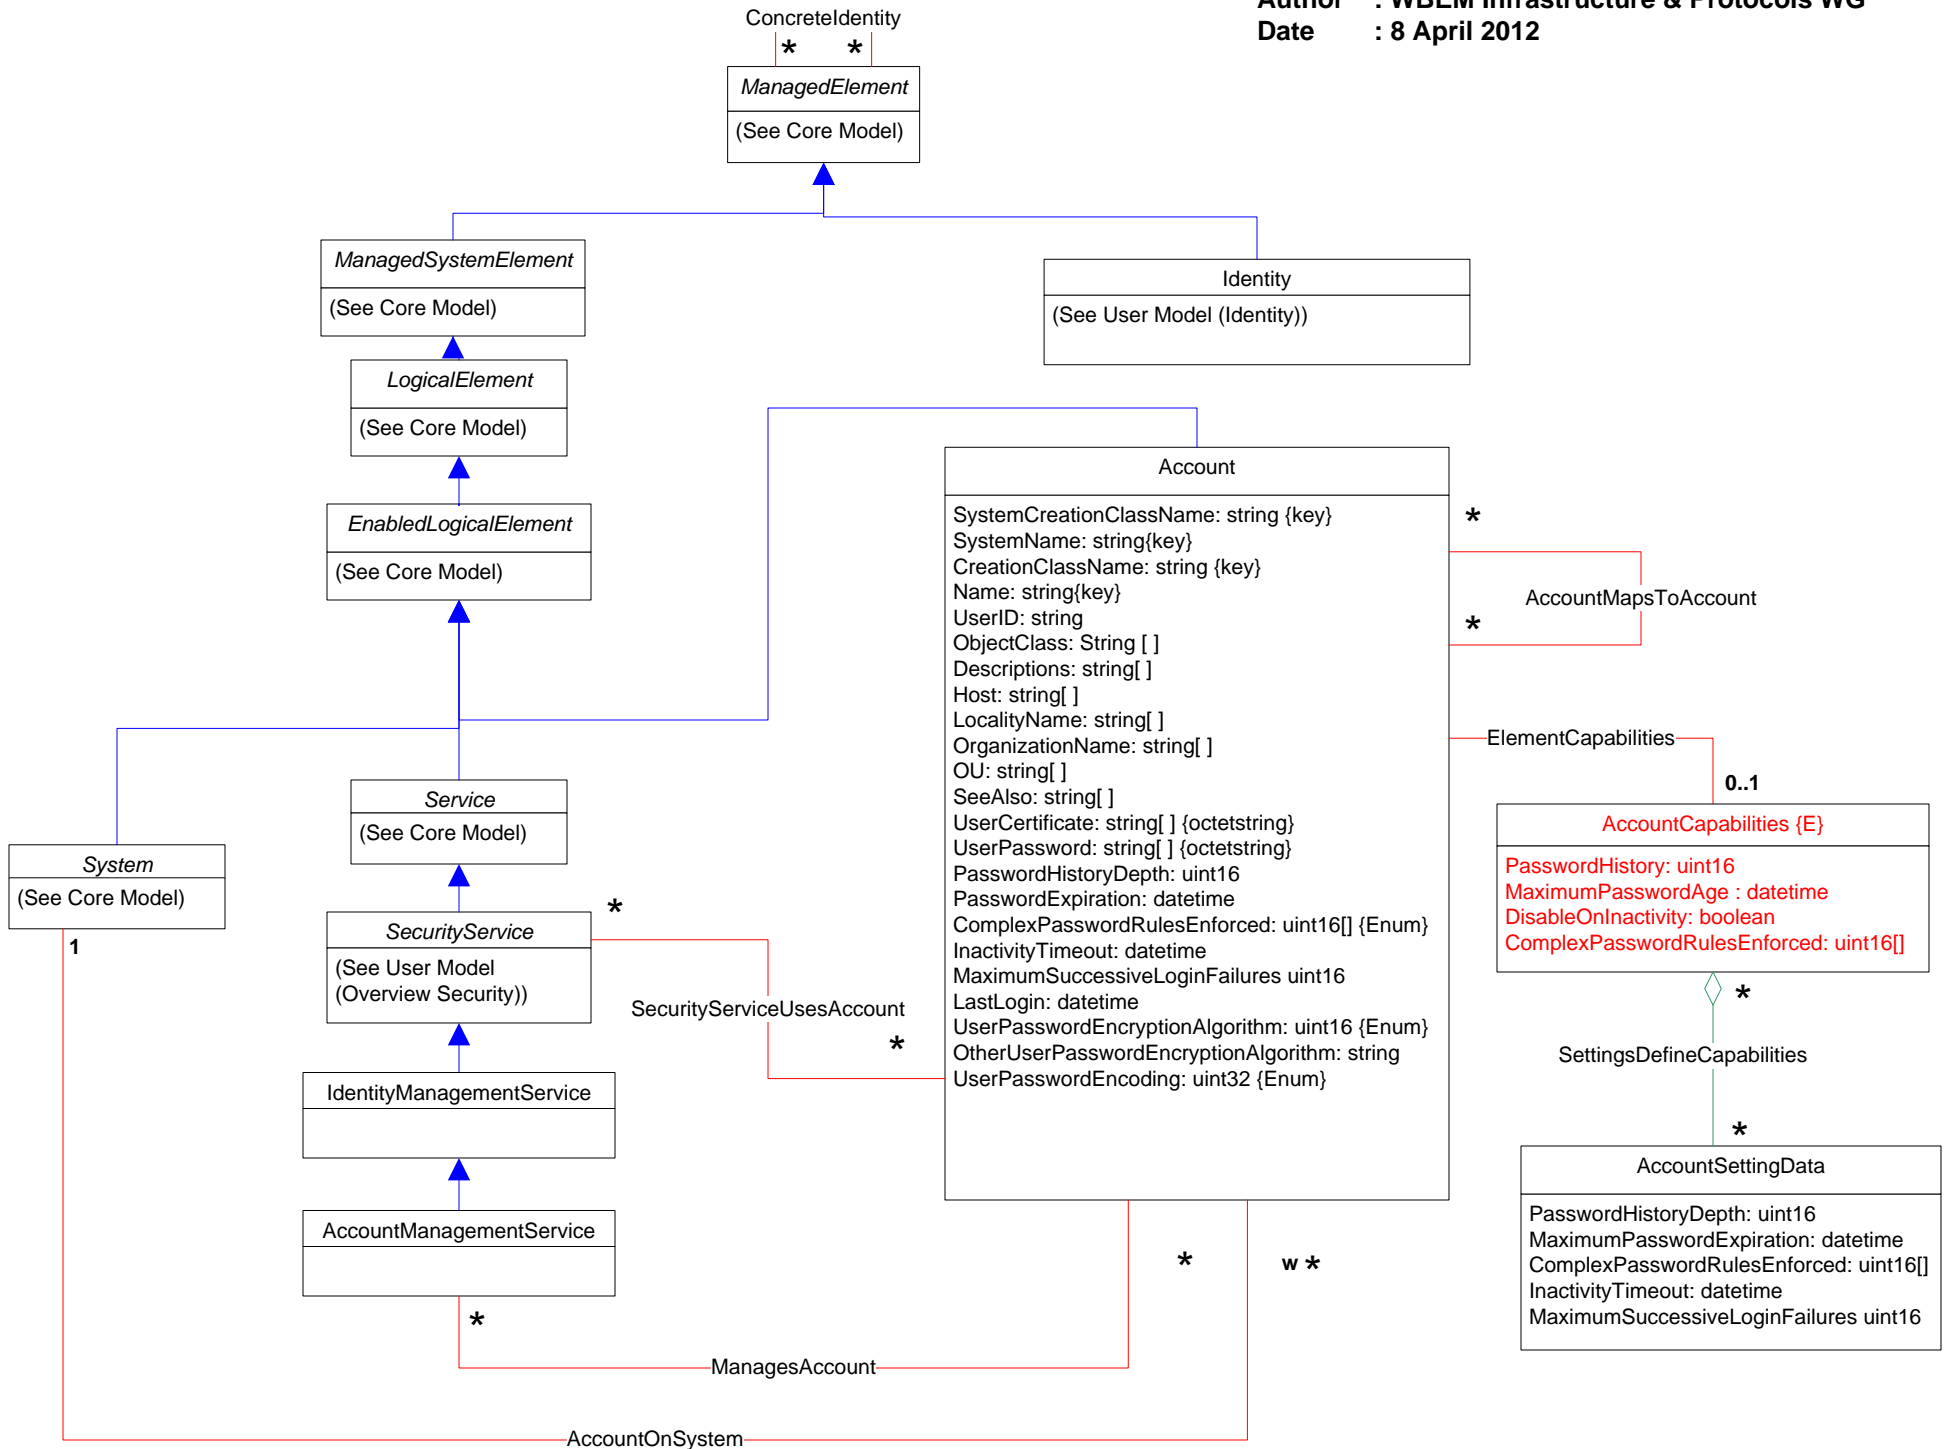 Author : WBEM Infrastructure & Protocols WG
Date : 8 April 2012
ConcreteIdentity
* *
ManagedElement
(See Core Model)
ManagedSystemElement
(See Core Model)
Identity
(See User Model (Identity))
LogicalElement
(See Core Model)
EnabledLogicalElement
(See Core Model)
Account
SystemCreationClassName: string {key}
SystemName: string{key}
CreationClassName: string {key}
Name: string{key}
UserID: string
ObjectClass: String [ ]
Descriptions: string[ ]
Host: string[ ]
LocalityName: string[ ]
OrganizationName: string[ ]
OU: string[ ]
SeeAlso: string[ ]
UserCertificate: string[ ] {octetstring}
UserPassword: string[ ] {octetstring}
PasswordHistoryDepth: uint16
PasswordExpiration: datetime
ComplexPasswordRulesEnforced: uint16[] {Enum}
InactivityTimeout: datetime
MaximumSuccessiveLoginFailures uint16
LastLogin: datetime
UserPasswordEncryptionAlgorithm: uint16 {Enum}
OtherUserPasswordEncryptionAlgorithm: string
UserPasswordEncoding: uint32 {Enum}
*
AccountMapsToAccount
*
ElementCapabilities
0..1
AccountCapabilities {E}
PasswordHistory: uint16
MaximumPasswordAge : datetime
DisableOnInactivity: boolean
ComplexPasswordRulesEnforced: uint16[]
*
SettingsDefineCapabilities
*
AccountSettingData
PasswordHistoryDepth: uint16
MaximumPasswordExpiration: datetime
ComplexPasswordRulesEnforced: uint16[]
InactivityTimeout: datetime
MaximumSuccessiveLoginFailures uint16
Service
(See Core Model)
System
(See Core Model)
1
SecurityService
(See User Model
(Overview Security))
*
SecurityServiceUsesAccount
*
IdentityManagementService
AccountManagementService
*
ManagesAccount
*
w *
AccountOnSystem